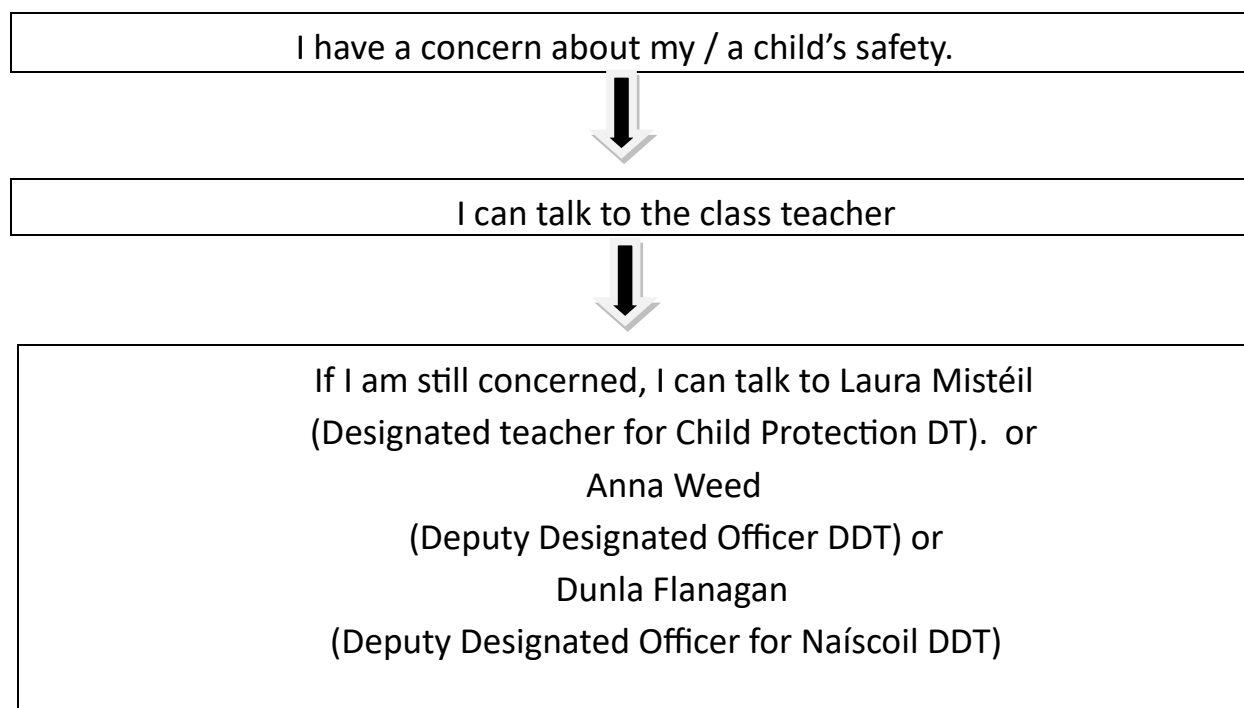 I have a concern about my / a child’s safety.
I can talk to the class teacher
If I am still concerned, I can talk to Laura Mistéil
(Designated teacher for Child Protection DT).  or
Anna Weed
(Deputy Designated Officer DDT) or
Dunla Flanagan
(Deputy Designated Officer for Naíscoil DDT)